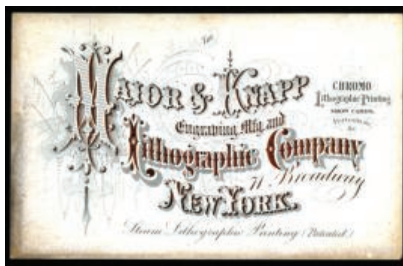 Major & Knapp
Engraving, Mfg and
Lithographic Company
71 Broadway
New York.
Steam Lithographic Printing (Patented)
CHROMO
Lithographic Printing
SHOW CARDS,
&c.